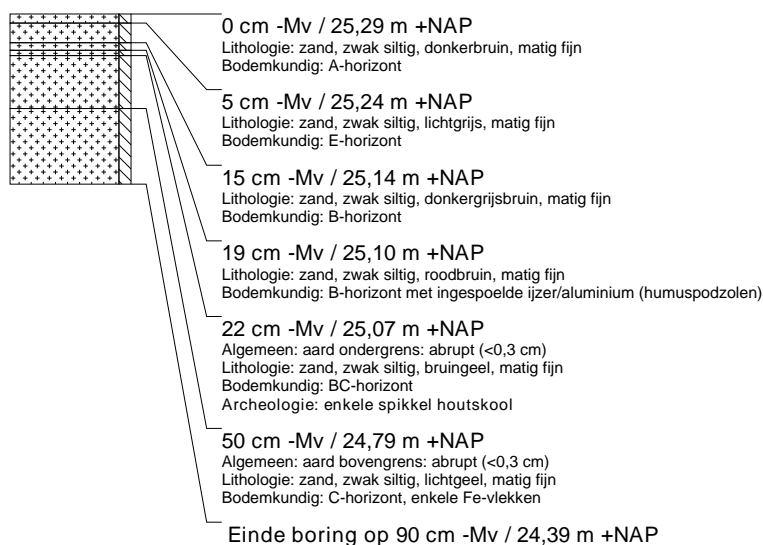 0 cm -Mv / 25,29 m +NAP
Lithologie: zand, zwak siltig, donkerbruin, matig fijn
Bodemkundig: A-horizont
5 cm -Mv / 25,24 m +NAP
Lithologie: zand, zwak siltig, lichtgrijs, matig fijn
Bodemkundig: E-horizont
15 cm -Mv / 25,14 m +NAP
Lithologie: zand, zwak siltig, donkergrijsbruin, matig fijn
Bodemkundig: B-horizont
19 cm -Mv / 25,10 m +NAP
Lithologie: zand, zwak siltig, roodbruin, matig fijn
Bodemkundig: B-horizont met ingespoelde ijzer/aluminium (humuspodzolen)
22 cm -Mv / 25,07 m +NAP
Algemeen: aard ondergrens: abrupt (<0,3 cm)
Lithologie: zand, zwak siltig, bruingeel, matig fijn
Bodemkundig: BC-horizont
Archeologie: enkele spikkel houtskool
50 cm -Mv / 24,79 m +NAP
Algemeen: aard bovengrens: abrupt (<0,3 cm)
Lithologie: zand, zwak siltig, lichtgeel, matig fijn
Bodemkundig: C-horizont, enkele Fe-vlekken
Einde boring op 90 cm -Mv / 24,39 m +NAP